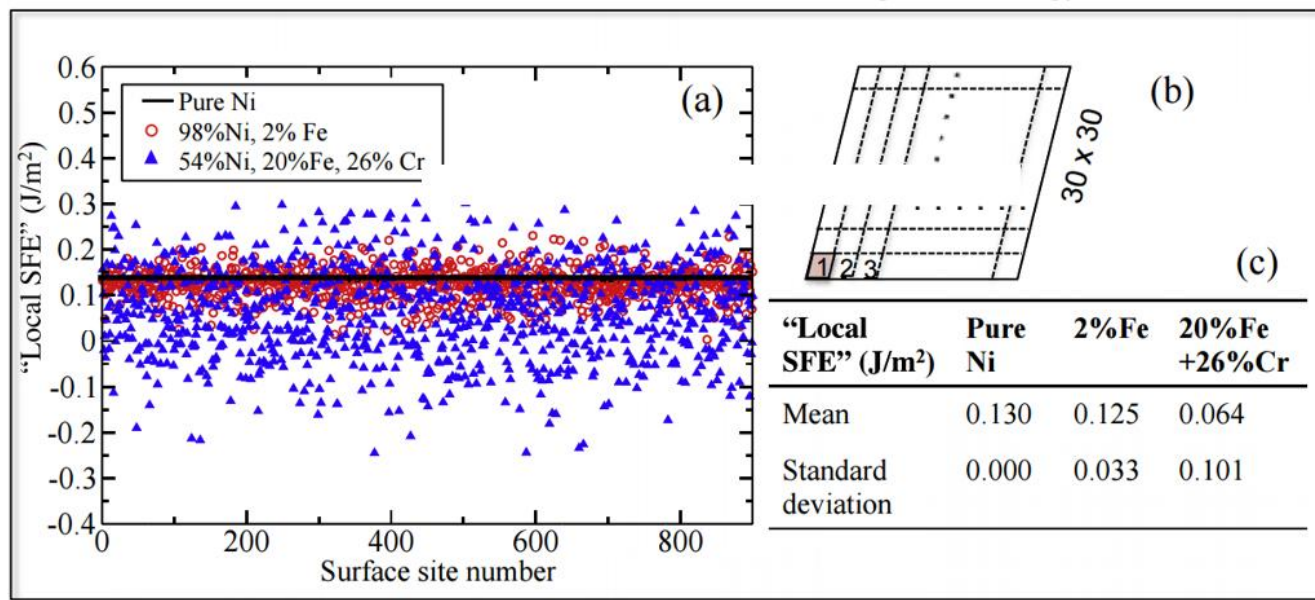 0.6
0.5
0.4
0.3
0.2
0.1
0
-0.1
-0.2
-0.3
-0.4
0
200
400
600
800
Surface site number
“Local SFE” (J/m²)
Pure Ni
98%Ni, 2% Fe
54%Ni, 20%Fe, 26% Cr
(a)
(b)
30 x 30
1 2 3
(c)
“Local SFE” (J/m²) Pure Ni 2%Fe 20%Fe +26%Cr
Mean 0.130 0.125 0.064
Standard deviation 0.000 0.033 0.101